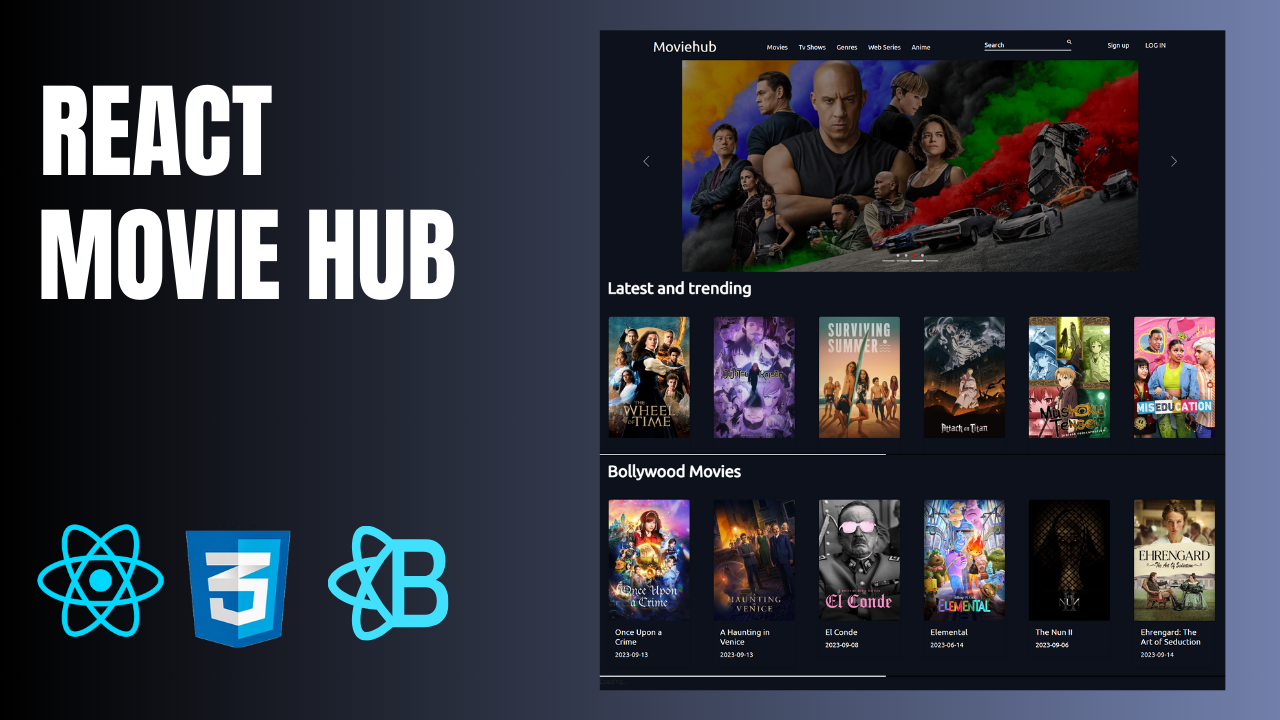 REACT
MOVIE HUB
Moviehub
Movies Tv Shows Genres Web Series Anime
Search
Sign up LOG IN
Latest and trending
THE
WHEEL
OF TIME
SURVIVING
SUMMER
Attack on Titan
MISEDUCATION
Bollywood Movies
Once Upon
a Crime
A HAUNTING
IN VENICE
El Conde
ELEMENTAL
THE NUN II
EHRENGARD
The Art of Seduction
Once Upon a
Crime
2023-09-13
A Haunting in
Venice
2023-09-13
El Conde
2023-09-08
Elemental
2023-06-14
The Nun II
2023-09-06
Ehrengard: The
Art of Seduction
2023-09-14
3
B